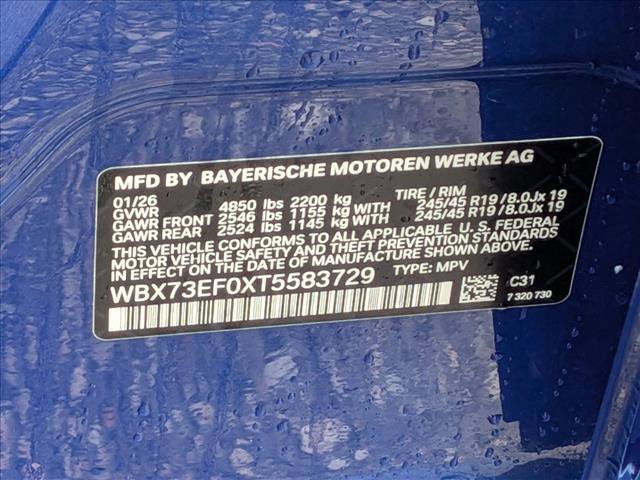 MFD BY BAYERISCHE MOTOREN WERKE AG
01/26 TIRE / RIM
GVWR 4850 lbs 2200 kg
GAWR FRONT 2546 lbs 1155 kg WITH 245/45 R19 /8.0Jx 19
GAWR REAR 2524 lbs 1145 kg WITH 245/45 R19 /8.0Jx 19
THIS VEHICLE CONFORMS TO ALL APPLICABLE U. S. FEDERAL
MOTOR VEHICLE SAFETY AND THEFT PREVENTION STANDARDS
IN EFFECT ON THE DATE OF MANUFACTURE SHOWN ABOVE.
WBX73EF0XT5583729 TYPE: MPV
C31
7 320 730